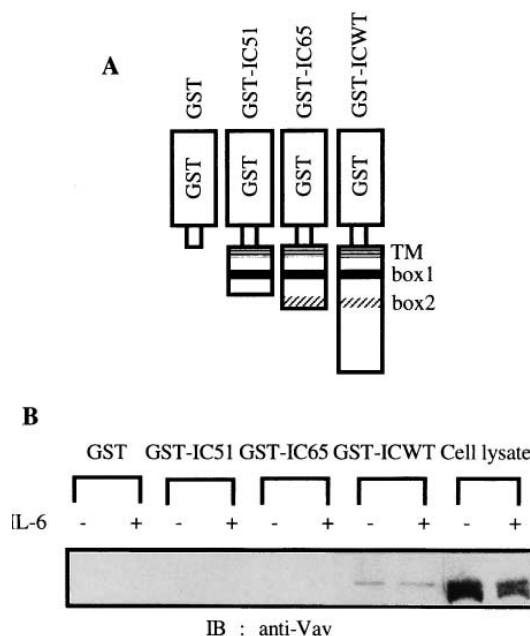 A
GST
GST-IC51
GST-IC65
GST-ICWT
GST
GST
GST
GST
TM
box1
box2
B
GST GST-IC51 GST-IC65 GST-ICWT Cell lysate
IL-6 - + - + - + - + - +
IB : anti-Vav